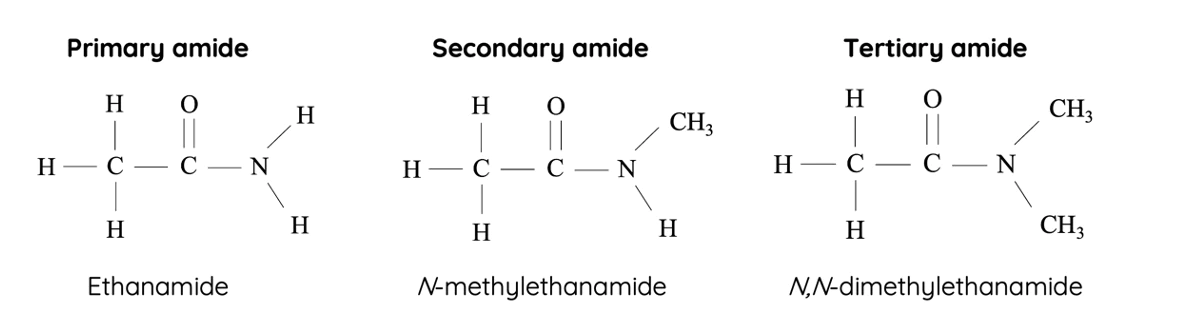 Primary amide
H O H
H C C N
H H
Ethanamide
Secondary amide
H O CH₃
H C C N
H H
N-methylethanamide
Tertiary amide
H O CH₃
H C C N
H CH₃
N,N-dimethylethanamide